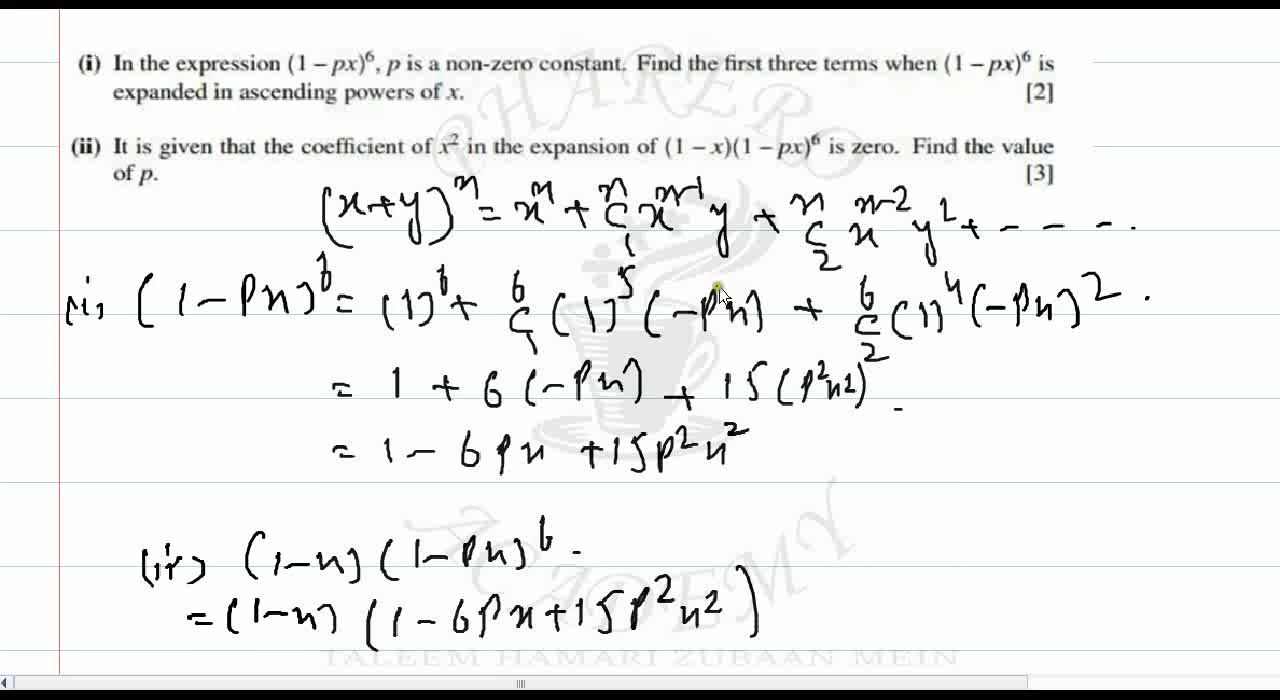 (i) In the expression (1 − px)⁶, p is a non-zero constant. Find the first three terms when (1 − px)⁶ is
expanded in ascending powers of x. [2]
(ii) It is given that the coefficient of x² in the expansion of (1 − x)(1 − px)⁶ is zero. Find the value
of p. [3]
(x+y)ⁿ = xⁿ + ⁿC₁ xⁿ⁻¹ y + ⁿC₂ xⁿ⁻² y² + - - - -.
(i) (1 − px)⁶ = (1)⁶ + ⁶C₁ (1)⁵ (−px) + ⁶C₂ (1)⁴ (−px)² .
= 1 + 6 (−px) + 15 (p²x²)² -
= 1 − 6px + 15p²x²
(ii) (1−x) (1−px)⁶ .
= (1−x) (1 − 6px + 15p²x²)
PHARERO
ACADEMY
TALEEM HAMARI ZUBAAN MEIN